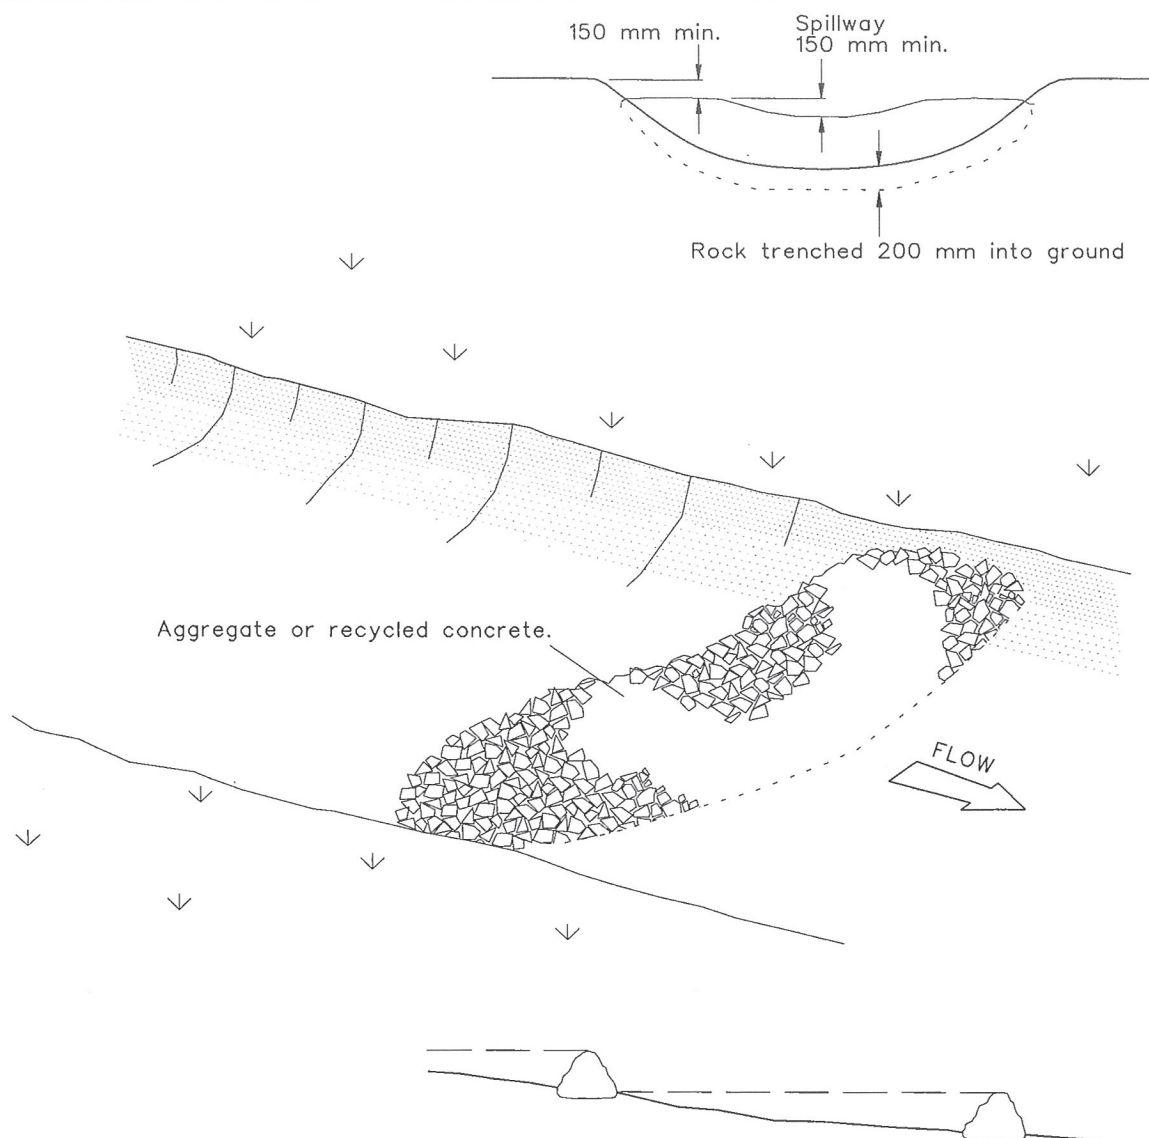 150 mm min.
Spillway
150 mm min.
Rock trenched 200 mm into ground
Aggregate or recycled concrete.
FLOW